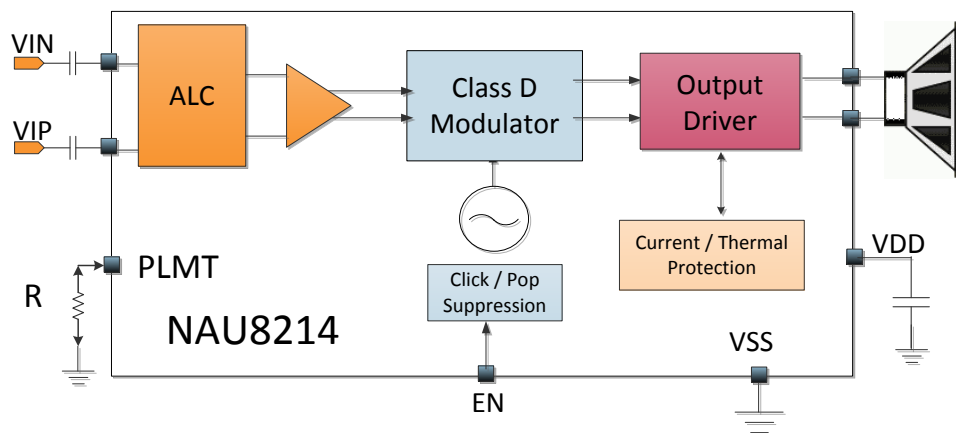 VIN
VIP
ALC
Class D
Modulator
Output
Driver
Current / Thermal
Protection
VDD
PLMT
R
Click / Pop
Suppression
NAU8214
VSS
EN